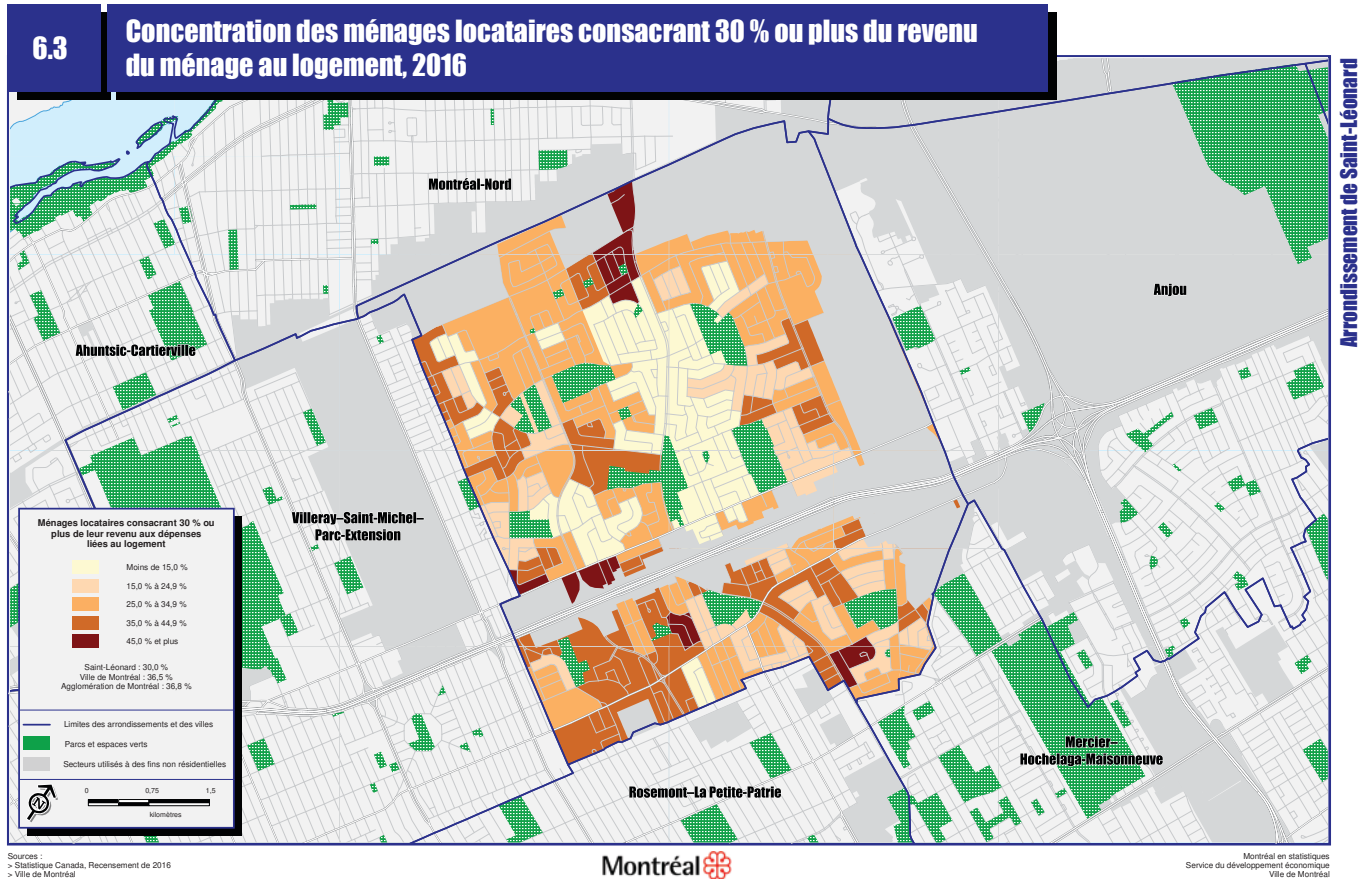 6.3
Concentration des ménages locataires consacrant 30 % ou plus du revenu
du ménage au logement, 2016
Arrondissement de Saint-Léonard
Montréal-Nord
Anjou
Ahuntsic-Cartierville
Villeray–Saint-Michel–
Parc-Extension
Mercier–
Hochelaga-Maisonneuve
Rosemont–La Petite-Patrie
Ménages locataires consacrant 30 % ou
plus de leur revenu aux dépenses
liées au logement
Moins de 15,0 %
15,0 % à 24,9 %
25,0 % à 34,9 %
35,0 % à 44,9 %
45,0 % et plus
Saint-Léonard : 30,0 %
Ville de Montréal : 36,5 %
Agglomération de Montréal : 36,8 %
Limites des arrondissements et des villes
Parcs et espaces verts
Secteurs utilisés à des fins non résidentielles
N
0 0,75 1,5
kilomètres
Sources :
> Statistique Canada, Recensement de 2016
> Ville de Montréal
Montréal
Montréal en statistiques
Service du développement économique
Ville de Montréal